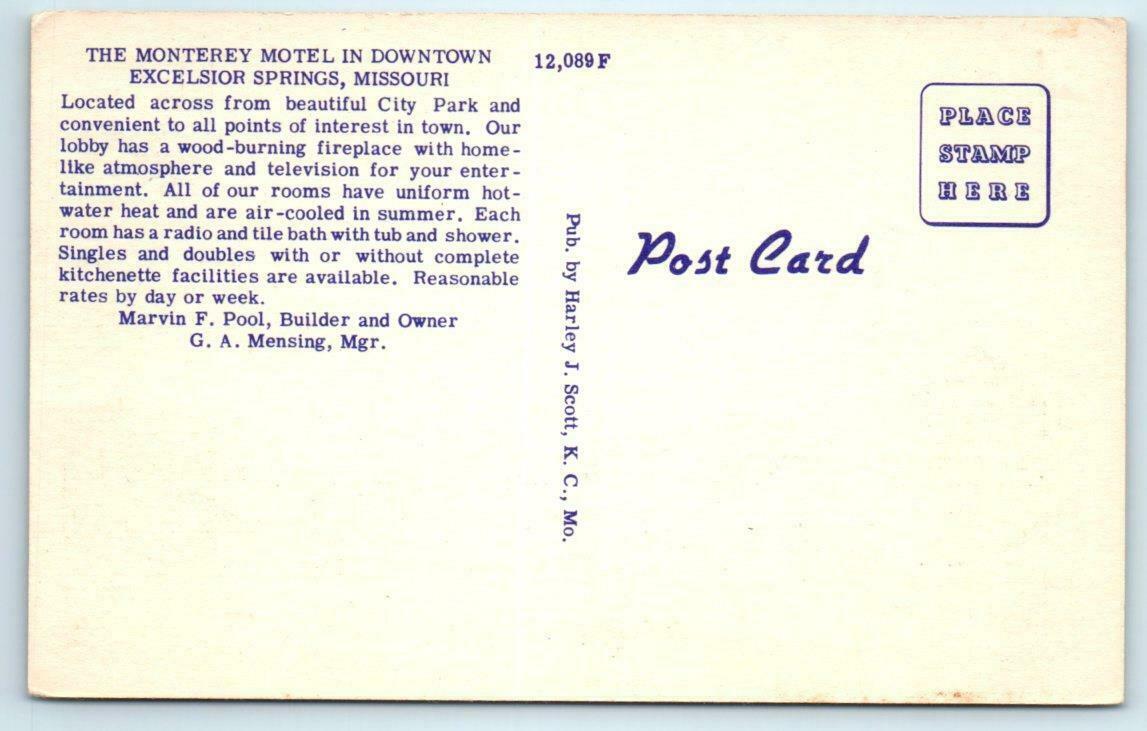 THE MONTEREY MOTEL IN DOWNTOWN
EXCELSIOR SPRINGS, MISSOURI
Located across from beautiful City Park and
convenient to all points of interest in town. Our
lobby has a wood-burning fireplace with home-
like atmosphere and television for your enter-
tainment. All of our rooms have uniform hot-
water heat and are air-cooled in summer. Each
room has a radio and tile bath with tub and shower.
Singles and doubles with or without complete
kitchenette facilities are available. Reasonable
rates by day or week.
Marvin F. Pool, Builder and Owner
G. A. Mensing, Mgr.
12,089F
Pub. by Harley J. Scott, K. C., Mo.
Post Card
PLACE
STAMP
HERE